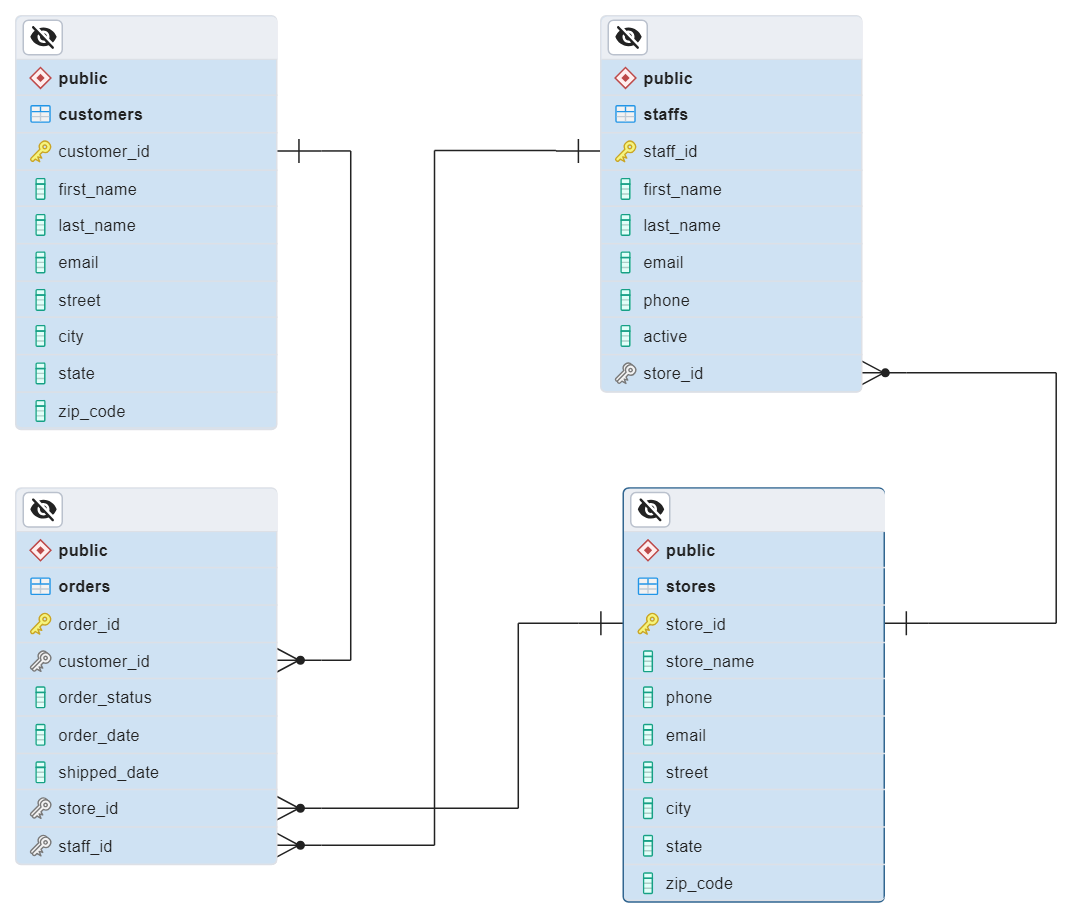 public
customers
customer_id
first_name
last_name
email
street
city
state
zip_code
public
staffs
staff_id
first_name
last_name
email
phone
active
store_id
public
orders
order_id
customer_id
order_status
order_date
shipped_date
store_id
staff_id
public
stores
store_id
store_name
phone
email
street
city
state
zip_code